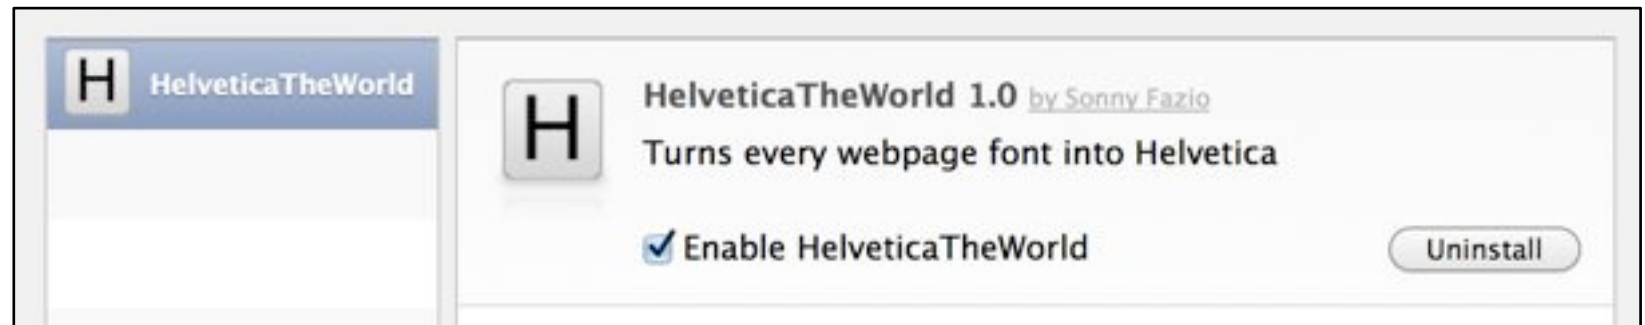 H HelveticaTheWorld
H
HelveticaTheWorld 1.0 by Sonny Fazio
Turns every webpage font into Helvetica
Enable HelveticaTheWorld
Uninstall